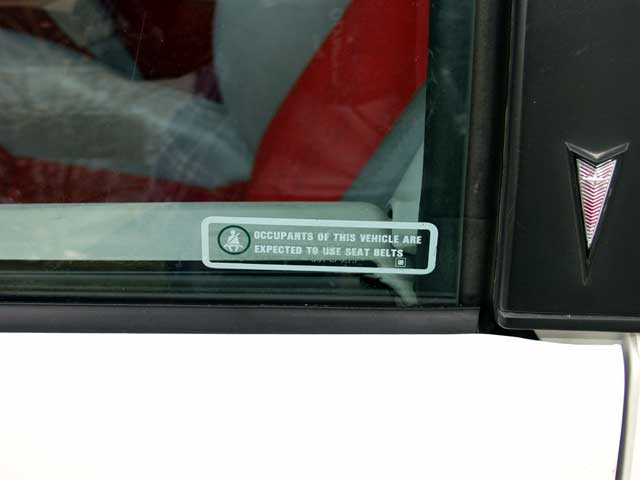 OCCUPANTS OF THIS VEHICLE ARE
EXPECTED TO USE SEAT BELTS